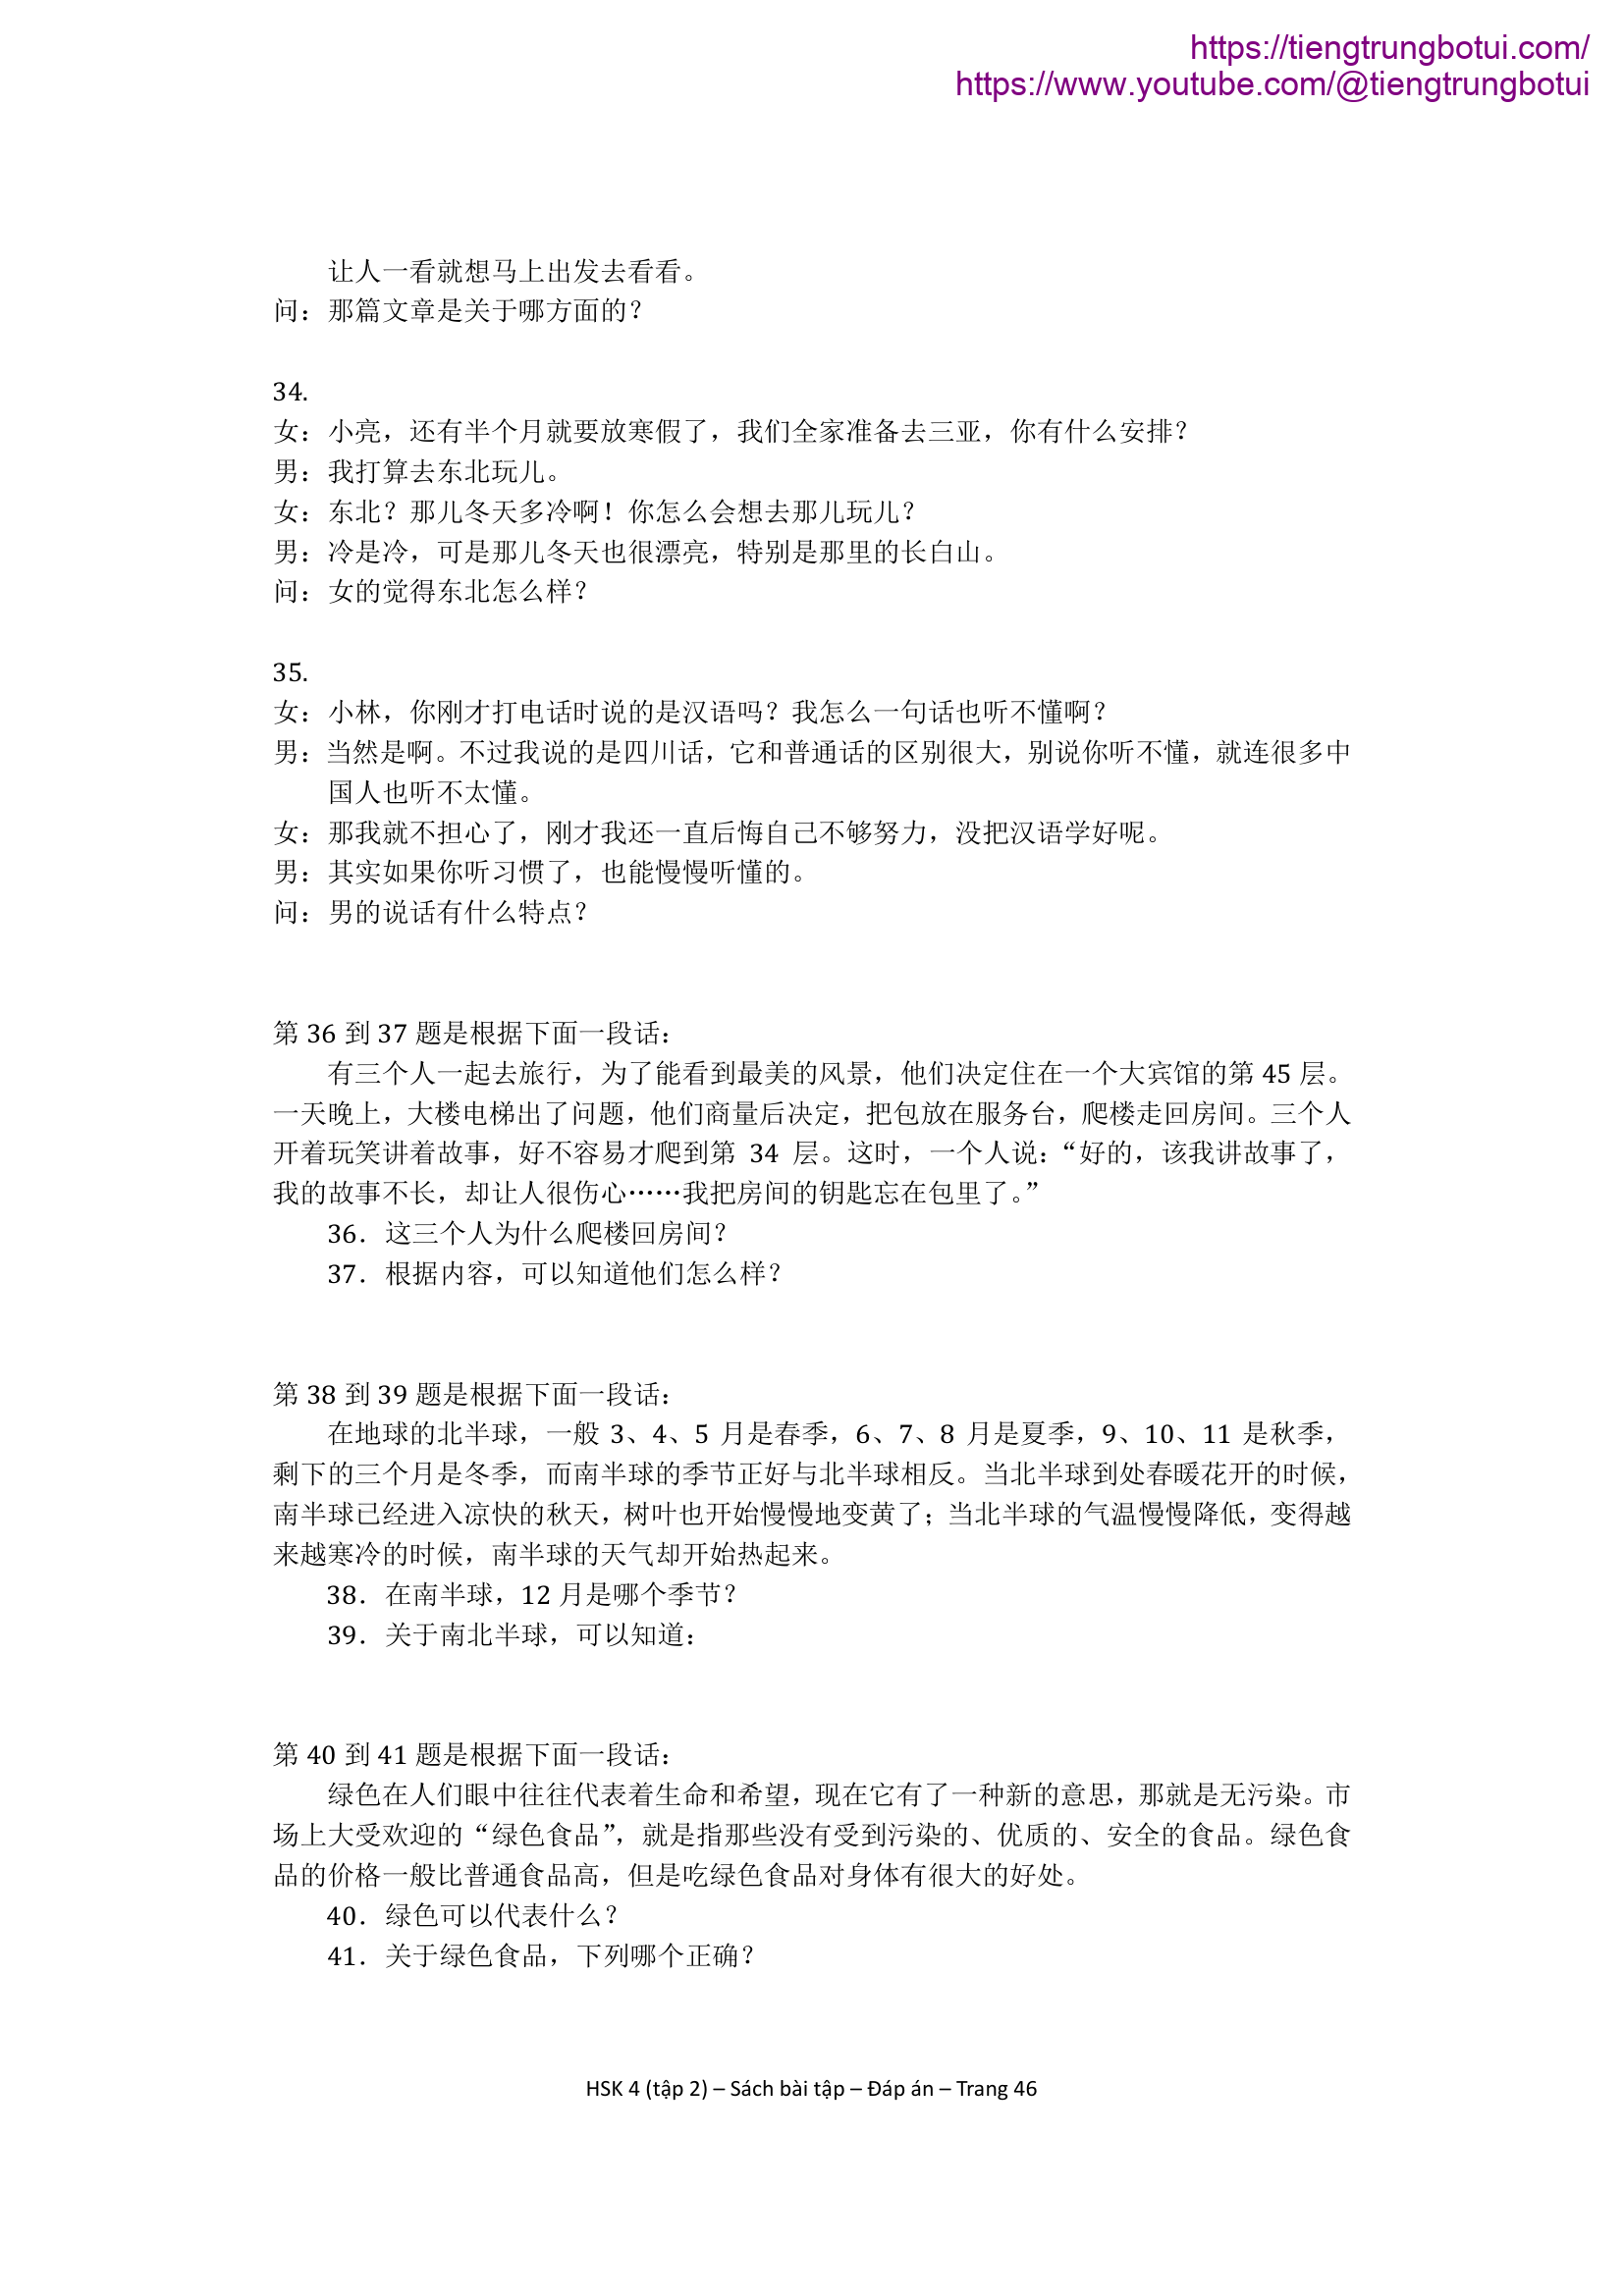 https://tiengtrungbotui.com/
https://www.youtube.com/@tiengtrungbotui
让人一看就想马上出发去看看。
问：那篇文章是关于哪方面的？
34.
女：小亮，还有半个月就要放寒假了，我们全家准备去三亚，你有什么安排？
男：我打算去东北玩儿。
女：东北？那儿冬天多冷啊！你怎么会想去那儿玩儿？
男：冷是冷，可是那儿冬天也很漂亮，特别是那里的长白山。
问：女的觉得东北怎么样？
35.
女：小林，你刚才打电话时说的是汉语吗？我怎么一句话也听不懂啊？
男：当然是啊。不过我说的是四川话，它和普通话的区别很大，别说你听不懂，就连很多中
国人也听不太懂。
女：那我就不担心了，刚才我还一直后悔自己不够努力，没把汉语学好呢。
男：其实如果你听习惯了，也能慢慢听懂的。
问：男的说话有什么特点？
第 36 到 37 题是根据下面一段话：
有三个人一起去旅行，为了能看到最美的风景，他们决定住在一个大宾馆的第 45 层。
一天晚上，大楼电梯出了问题，他们商量后决定，把包放在服务台，爬楼走回房间。三个人
开着玩笑讲着故事，好不容易才爬到第 34 层。这时，一个人说：“好的，该我讲故事了，
我的故事不长，却让人很伤心……我把房间的钥匙忘在包里了。”
36．这三个人为什么爬楼回房间？
37．根据内容，可以知道他们怎么样？
第 38 到 39 题是根据下面一段话：
在地球的北半球，一般 3、4、5 月是春季，6、7、8 月是夏季，9、10、11 是秋季，
剩下的三个月是冬季，而南半球的季节正好与北半球相反。当北半球到处春暖花开的时候，
南半球已经进入凉快的秋天，树叶也开始慢慢地变黄了；当北半球的气温慢慢降低，变得越
来越寒冷的时候，南半球的天气却开始热起来。
38．在南半球，12 月是哪个季节？
39．关于南北半球，可以知道：
第 40 到 41 题是根据下面一段话：
绿色在人们眼中往往代表着生命和希望，现在它有了一种新的意思，那就是无污染。市
场上大受欢迎的“绿色食品”，就是指那些没有受到污染的、优质的、安全的食品。绿色食
品的价格一般比普通食品高，但是吃绿色食品对身体有很大的好处。
40．绿色可以代表什么？
41．关于绿色食品，下列哪个正确？
HSK 4 (tập 2) – Sách bài tập – Đáp án – Trang 46